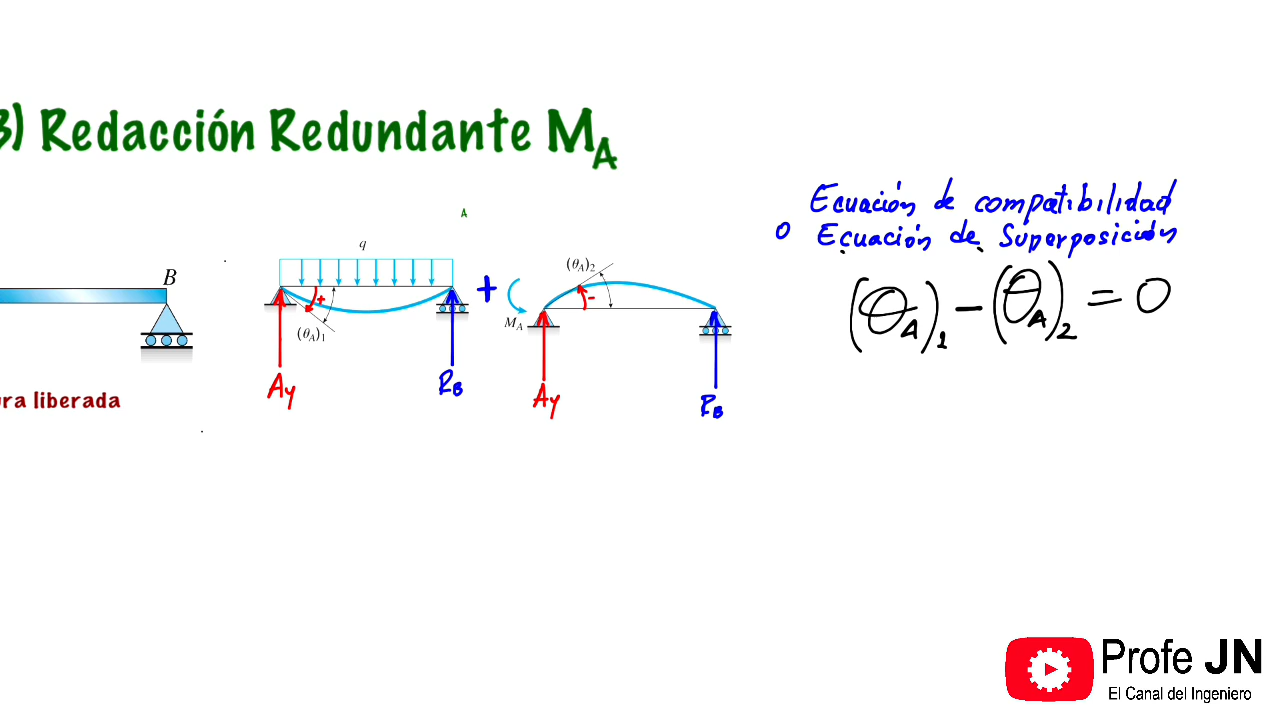 3) Redacción Redundante MA
A
Ecuación de compatibilidad
o Ecuación de Superposición
(θA)1 - (θA)2 = 0
q
(θA)2
B
+
+
-
MA
(θA)1
Ay
RB
Ay
RB
ura liberada
Profe JN
El Canal del Ingeniero